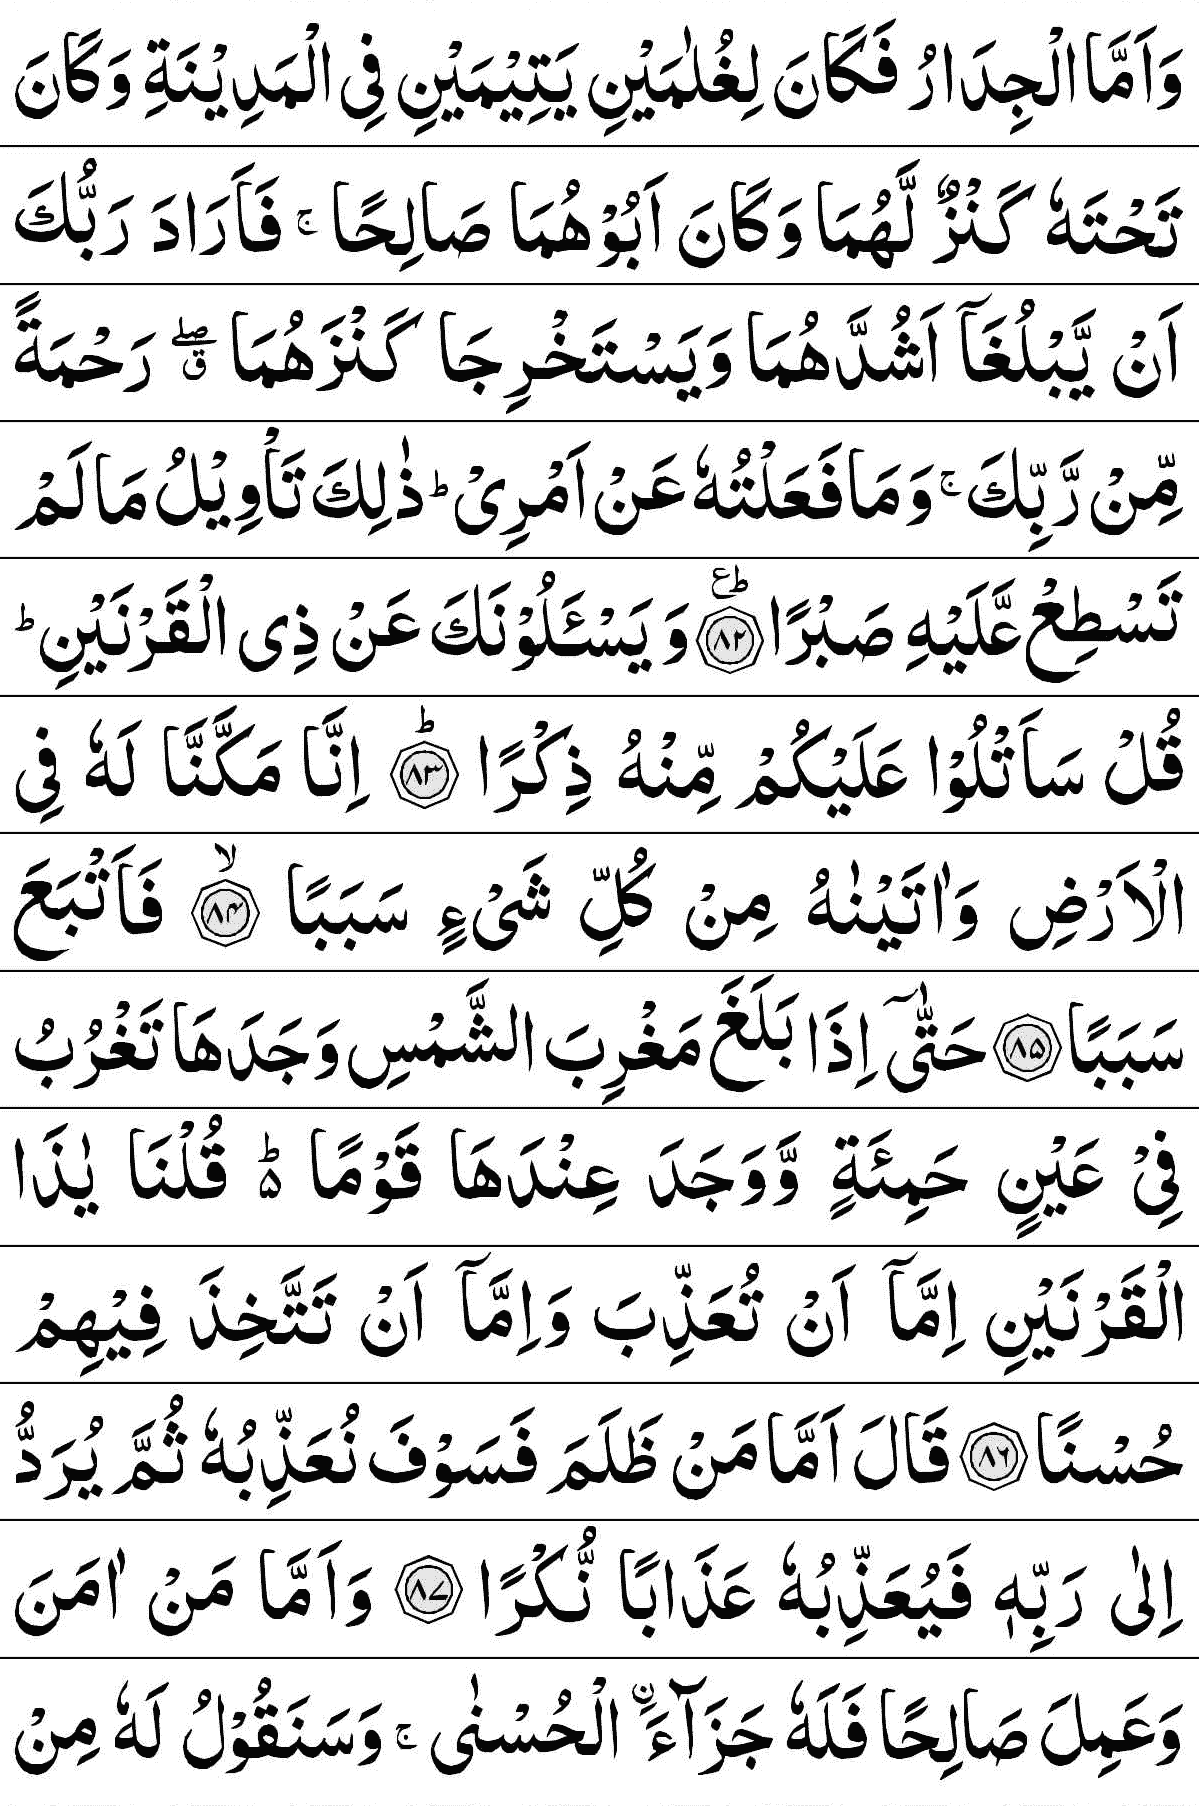 وَاَمَّا الْجِدَارُ فَكَانَ لِغُلٰمَيْنِ يَتِيْمَيْنِ فِى الْمَدِيْنَةِ وَكَانَ
تَحْتَهٗ كَنْزٌ لَّهُمَا وَكَانَ اَبُوْهُمَا صَالِحًا ۚ فَاَرَادَ رَبُّكَ
اَنْ يَّبْلُغَاۤ اَشُدَّهُمَا وَيَسْتَخْرِجَا كَنْزَهُمَا ۖق رَحْمَةً
مِّنْ رَّبِّكَ ۚ وَمَا فَعَلْتُهٗ عَنْ اَمْرِىْ ؕ ذٰلِكَ تَاْوِيْلُ مَا لَمْ
تَسْطِعْ عَّلَيْهِ صَبْرًا ؕع ﴿۸۲﴾ وَيَسْـَٔلُوْنَكَ عَنْ ذِى الْقَرْنَيْنِ ؕ
قُلْ سَاَتْلُوْا عَلَيْكُمْ مِّنْهُ ذِكْرًا ؕ ﴿۸۳﴾ اِنَّا مَكَّنَّا لَهٗ فِى
الْاَرْضِ وَاٰتَيْنٰهُ مِنْ كُلِّ شَىْءٍ سَبَبًا ۙ ﴿۸۴﴾ فَاَتْبَعَ
سَبَبًا ﴿۸۵﴾ حَتّٰۤى اِذَا بَلَغَ مَغْرِبَ الشَّمْسِ وَجَدَهَا تَغْرُبُ
فِىْ عَيْنٍ حَمِئَةٍ وَّوَجَدَ عِنْدَهَا قَوْمًا ؕ۵ قُلْنَا يٰذَا
الْقَرْنَيْنِ اِمَّاۤ اَنْ تُعَذِّبَ وَاِمَّاۤ اَنْ تَتَّخِذَ فِيْهِمْ
حُسْنًا ﴿۸۶﴾ قَالَ اَمَّا مَنْ ظَلَمَ فَسَوْفَ نُعَذِّبُهٗ ثُمَّ يُرَدُّ
اِلٰى رَبِّهٖ فَيُعَذِّبُهٗ عَذَابًا نُّكْرًا ﴿۸۷﴾ وَاَمَّا مَنْ اٰمَنَ
وَعَمِلَ صَالِحًا فَلَهٗ جَزَآءَ ۨالْحُسْنٰى ۚ وَسَنَقُوْلُ لَهٗ مِنْ